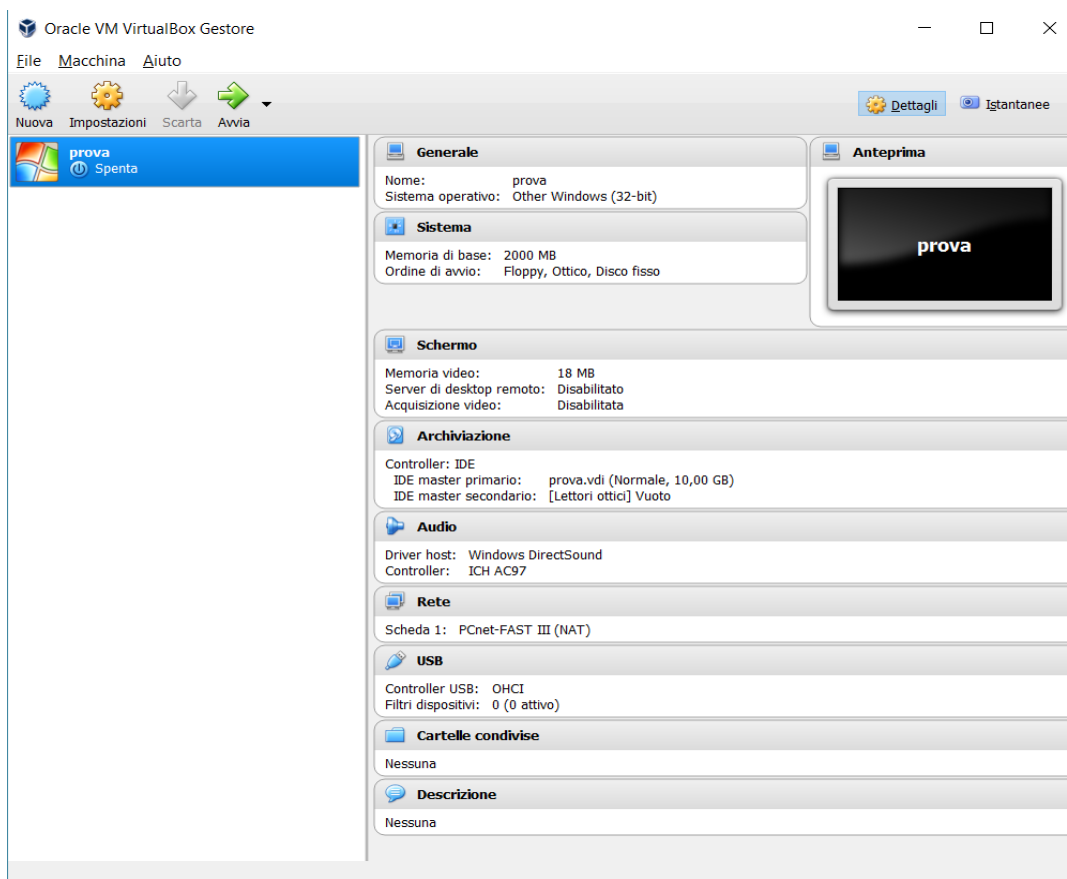 Oracle VM VirtualBox Gestore
File Macchina Aiuto
Nuova Impostazioni Scarta Avvia
Dettagli Istantanee
prova
Spenta
Generale
Nome: prova
Sistema operativo: Other Windows (32-bit)
Anteprima
prova
Sistema
Memoria di base: 2000 MB
Ordine di avvio: Floppy, Ottico, Disco fisso
Schermo
Memoria video: 18 MB
Server di desktop remoto: Disabilitato
Acquisizione video: Disabilitata
Archiviazione
Controller: IDE
IDE master primario: prova.vdi (Normale, 10,00 GB)
IDE master secondario: [Lettori ottici] Vuoto
Audio
Driver host: Windows DirectSound
Controller: ICH AC97
Rete
Scheda 1: PCnet-FAST III (NAT)
USB
Controller USB: OHCI
Filtri dispositivi: 0 (0 attivo)
Cartelle condivise
Nessuna
Descrizione
Nessuna